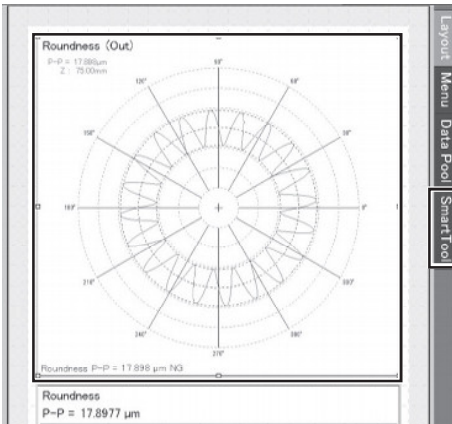 Roundness (Out)
P-P = 17.898μm
Z : 75.00mm
90°
120°
60°
150°
30°
180°
0°
210°
330°
240°
300°
270°
Roundness P-P = 17.898 μm NG
Roundness
P-P = 17.8977 μm
Layout
Menu
Data Pool
SmartTool